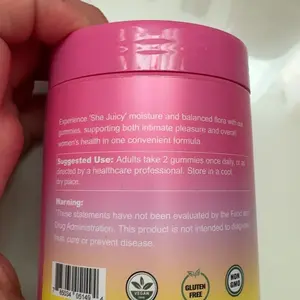 Experience 'She Juicy' moisture and balanced flora with our
gummies, supporting both intimate pleasure and overall
women's health in one convenient formula
Suggested Use: Adults take 2 gummies once daily, or as
directed by a healthcare professional. Store in a cool,
dry place.
Warning:
*These statements have not been evaluated by the Food and
Drug Administration. This product is not intended to diagnose
treat, cure or prevent disease.
VEGAN
GLUTEN
FREE
NON
GMO